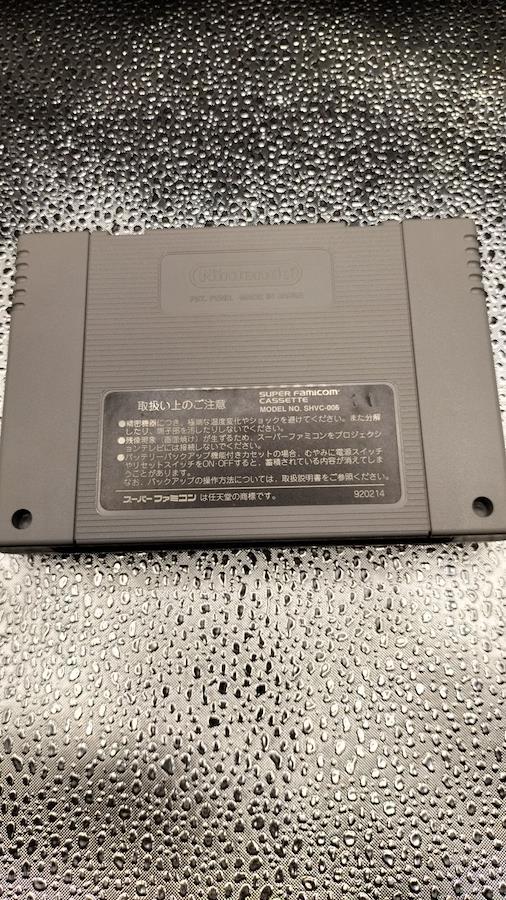 Nintendo
PAT. PEND. MADE IN JAPAN
取扱い上のご注意
SUPER FAMICOM
CASSETTE
MODEL NO. SHVC-006
●精密機器につき、極端な温度変化やショックを避けてください。また分解
したり、端子部を汚したりしないでください。
●残像現象(画面焼け)が生ずるため、スーパーファミコンをプロジェクシ
ョンテレビには接続しないでください。
●バッテリーバックアップ機能付きカセットの場合、むやみに電源スイッチ
やリセットスイッチをON・OFFすると、蓄積されている内容が消えてしま
うことがあります。
なお、バックアップの操作方法については、取扱説明書をご参照ください。
スーパーファミコン は任天堂の商標です。
920214